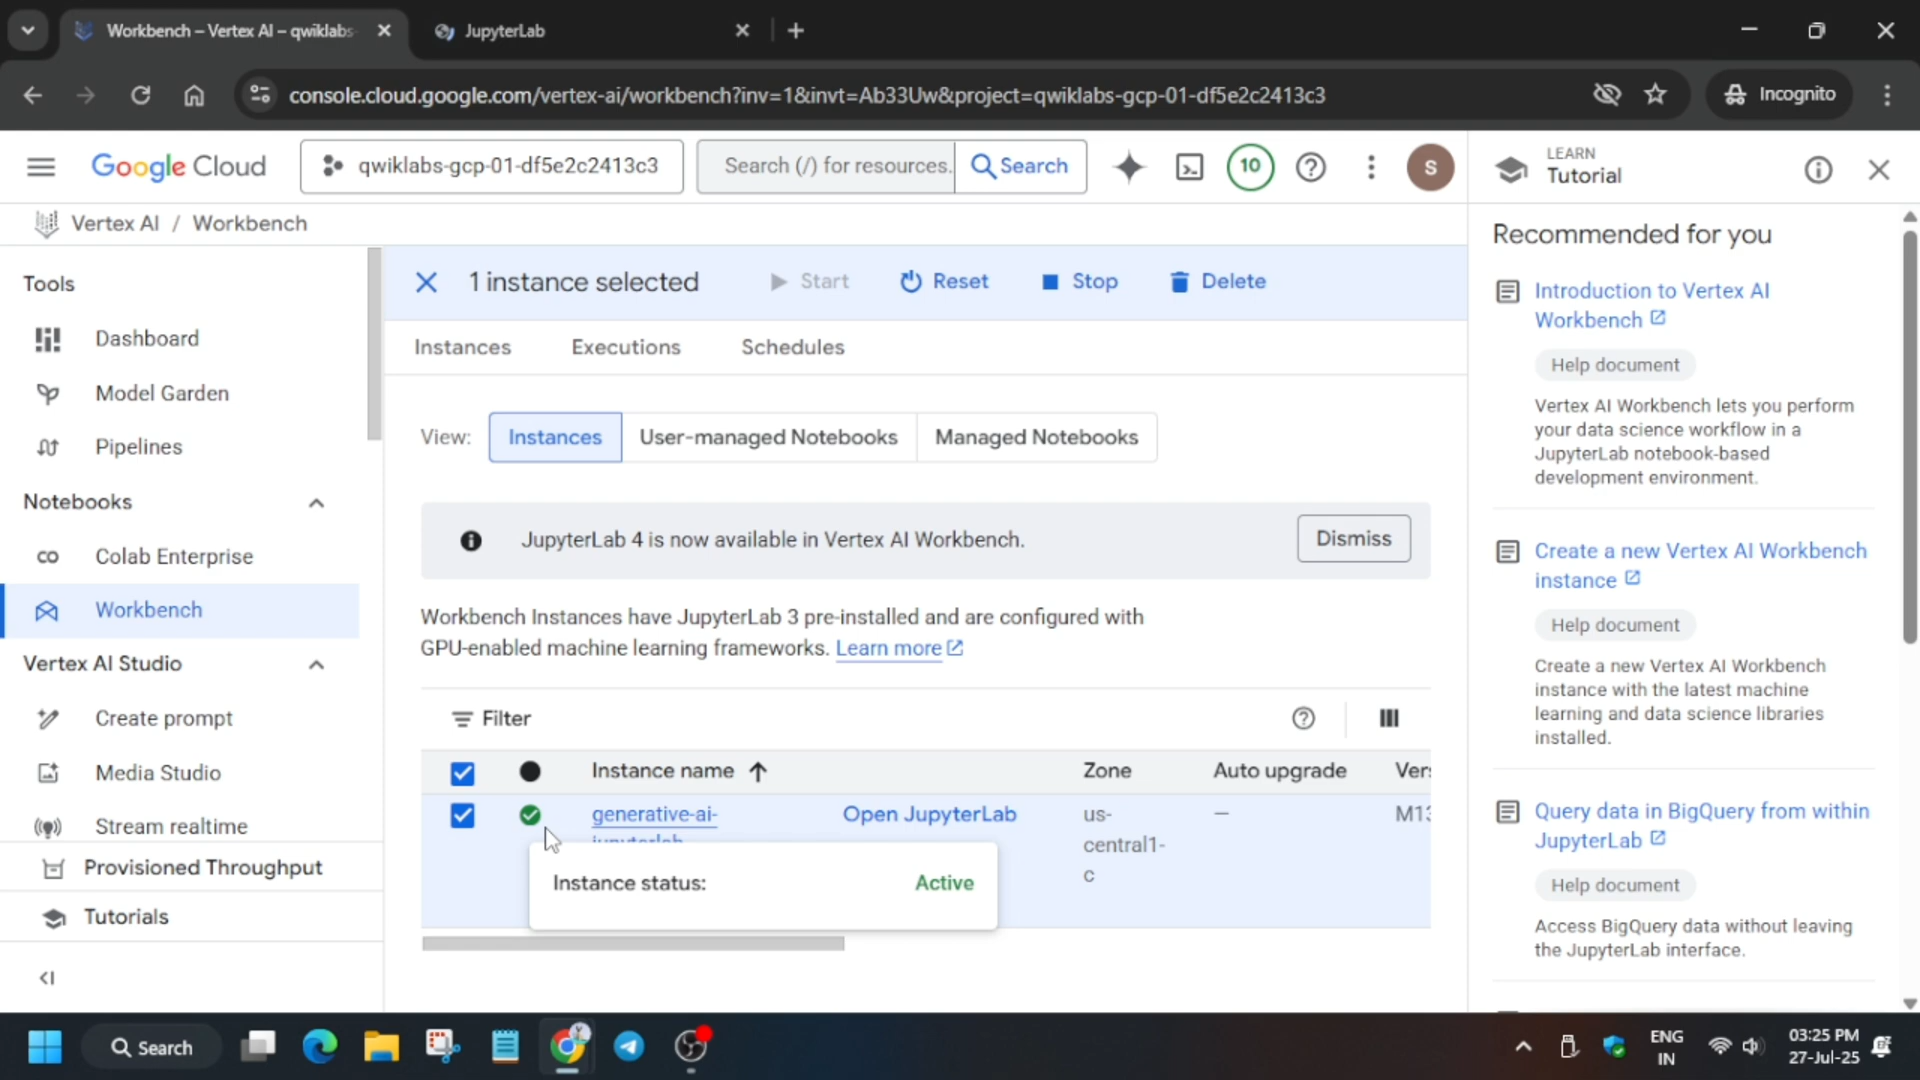 Workbench – Vertex AI – qwiklabs-
JupyterLab
console.cloud.google.com/vertex-ai/workbench?inv=1&invt=Ab33Uw&project=qwiklabs-gcp-01-df5e2c2413c3
Incognito
Google Cloud
qwiklabs-gcp-01-df5e2c2413c3
Search (/) for resources,
Search
10
S
LEARN
Tutorial
Vertex AI / Workbench
Tools
Dashboard
Model Garden
Pipelines
Notebooks
Colab Enterprise
Workbench
Vertex AI Studio
Create prompt
Media Studio
Stream realtime
Provisioned Throughput
Tutorials
1 instance selected
Start
Reset
Stop
Delete
Instances
Executions
Schedules
View:
Instances
User-managed Notebooks
Managed Notebooks
JupyterLab 4 is now available in Vertex AI Workbench.
Dismiss
Workbench Instances have JupyterLab 3 pre-installed and are configured with
GPU-enabled machine learning frameworks. Learn more
Filter
Instance name
Zone
Auto upgrade
generative-ai-
Open JupyterLab
us-
central1-
c
—
M13
Instance status:
Active
Recommended for you
Introduction to Vertex AI
Workbench
Help document
Vertex AI Workbench lets you perform
your data science workflow in a
JupyterLab notebook-based
development environment.
Create a new Vertex AI Workbench
instance
Help document
Create a new Vertex AI Workbench
instance with the latest machine
learning and data science libraries
installed.
Query data in BigQuery from within
JupyterLab
Help document
Access BigQuery data without leaving
the JupyterLab interface.
Search
ENG
IN
03:25 PM
27-Jul-25